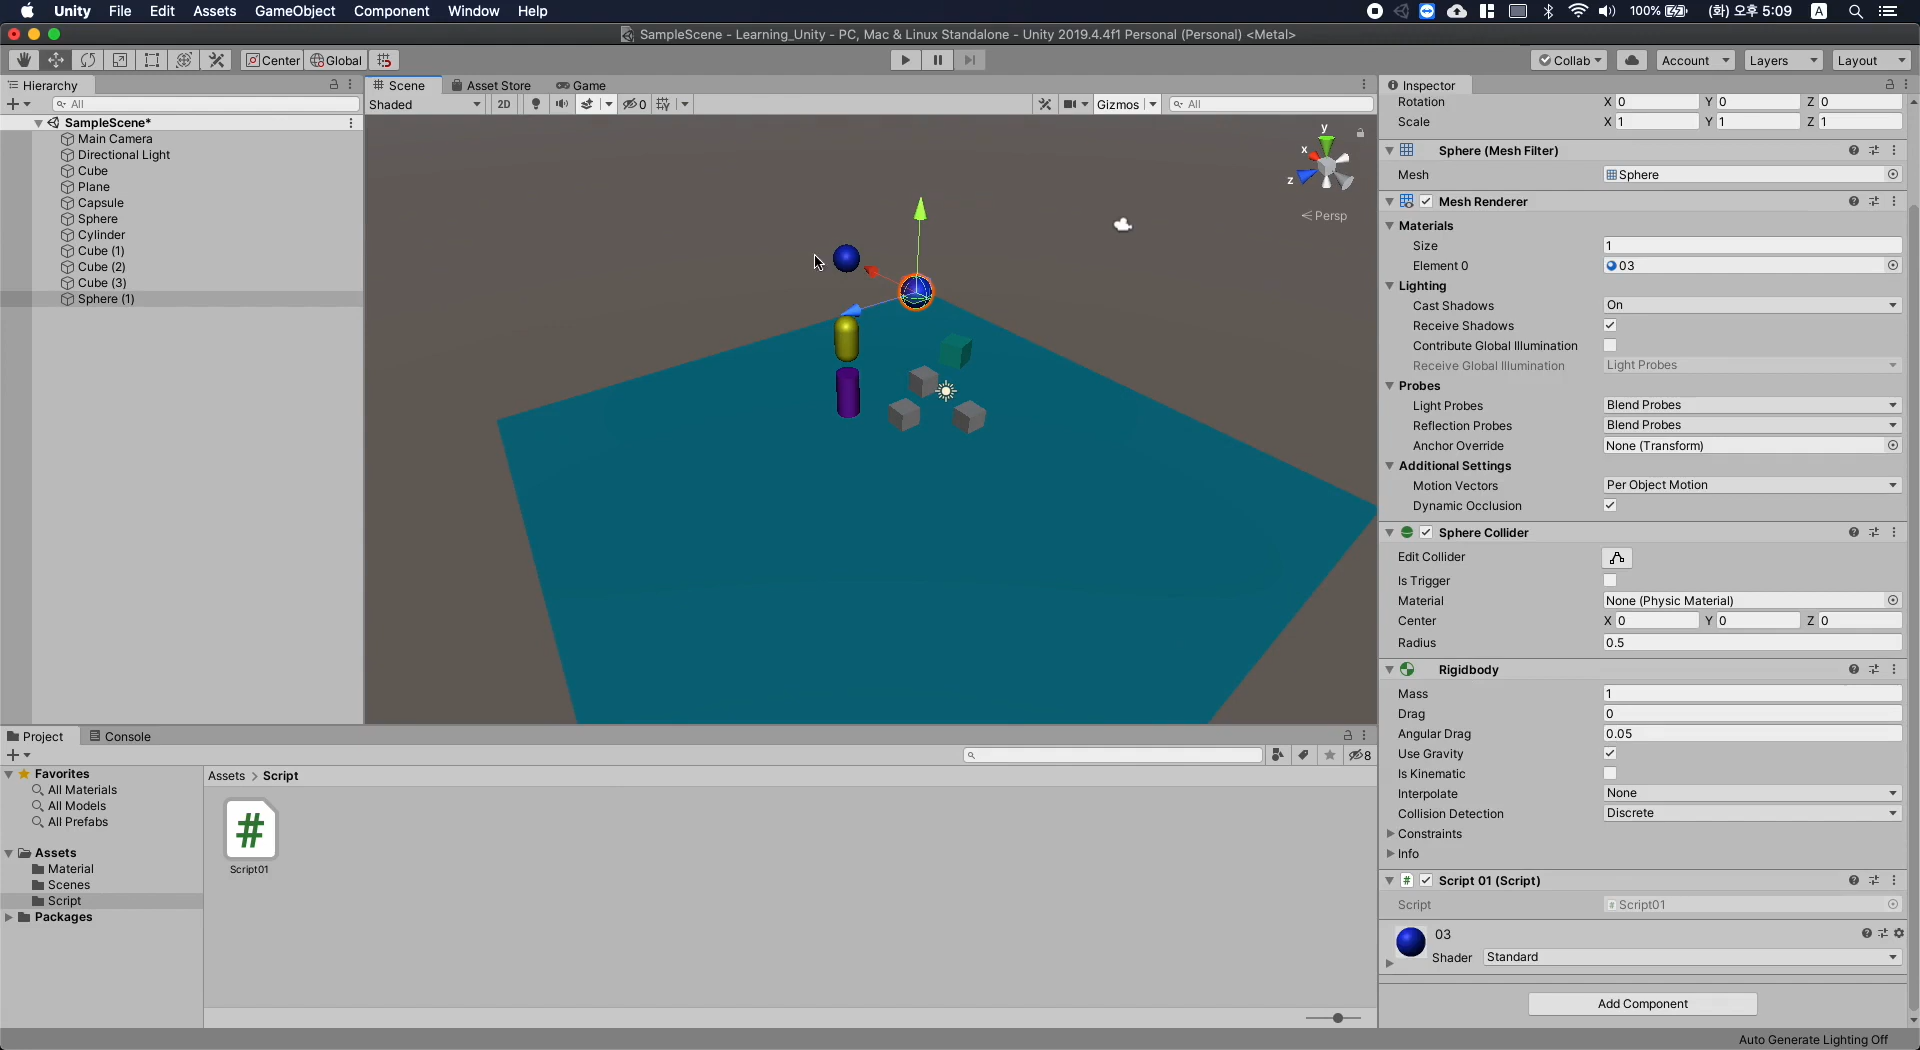 Unity File Edit Assets GameObject Component Window Help 100% (화) 오후 5:09 A
SampleScene - Learning_Unity - PC, Mac & Linux Standalone - Unity 2019.4.4f1 Personal (Personal) <Metal>
Center Global Collab Account Layers Layout
Hierarchy
All
SampleScene*
Main Camera
Directional Light
Cube
Plane
Capsule
Sphere
Cylinder
Cube (1)
Cube (2)
Cube (3)
Sphere (1)
Scene Asset Store Game
Shaded 2D 0 Gizmos All
y
x
z
Persp
Inspector
Rotation X 0 Y 0 Z 0
Scale X 1 Y 1 Z 1
Sphere (Mesh Filter)
Mesh Sphere
Mesh Renderer
Materials
Size 1
Element 0 03
Lighting
Cast Shadows On
Receive Shadows
Contribute Global Illumination
Receive Global Illumination Light Probes
Probes
Light Probes Blend Probes
Reflection Probes Blend Probes
Anchor Override None (Transform)
Additional Settings
Motion Vectors Per Object Motion
Dynamic Occlusion
Sphere Collider
Edit Collider
Is Trigger
Material None (Physic Material)
Center X 0 Y 0 Z 0
Radius 0.5
Rigidbody
Mass 1
Drag 0
Angular Drag 0.05
Use Gravity
Is Kinematic
Interpolate None
Collision Detection Discrete
Constraints
Info
# Script 01 (Script)
Script # Script01
03
Shader Standard
Add Component
Project Console
8
Favorites
All Materials
All Models
All Prefabs
Assets
Material
Scenes
Script
Packages
Assets > Script
#
Script01
Auto Generate Lighting Off